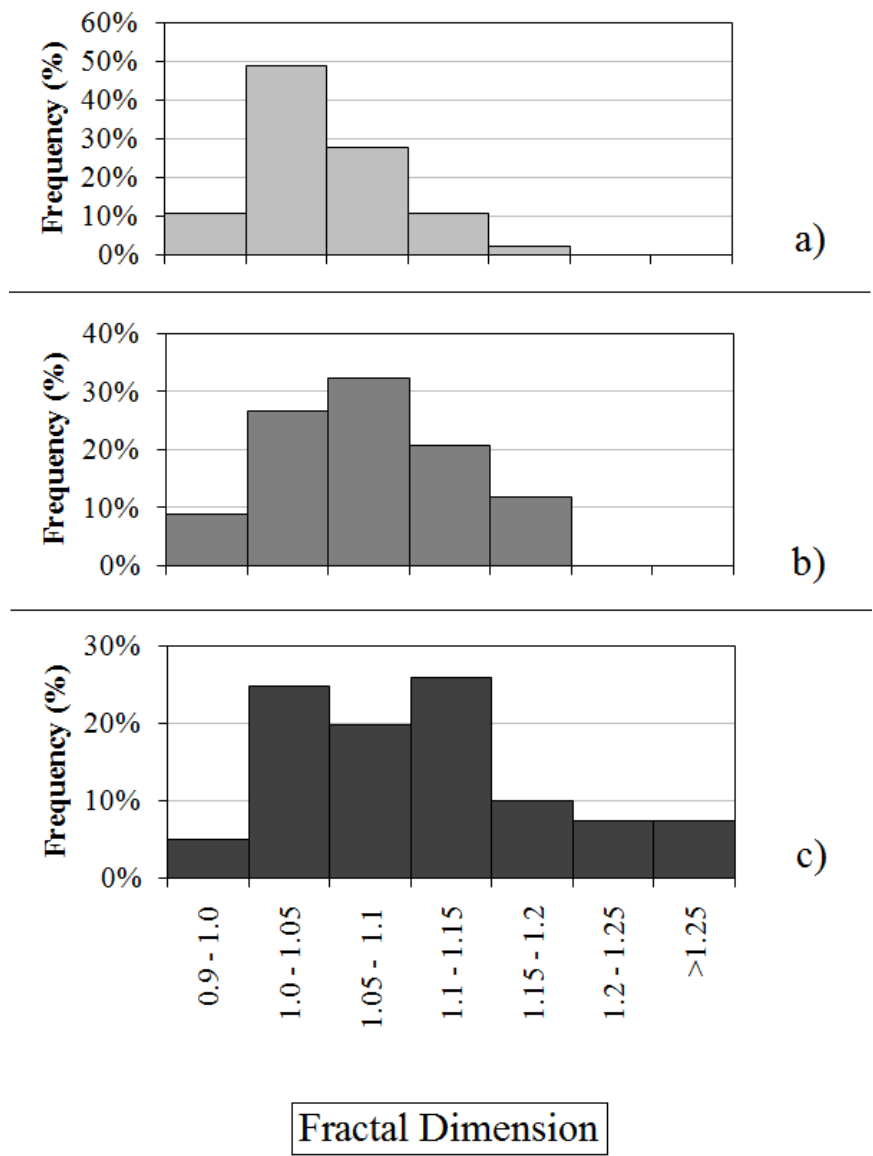 60%
50%
40%
30%
20%
10%
0%
Frequency (%)
a)
40%
30%
20%
10%
0%
Frequency (%)
b)
30%
20%
10%
0%
Frequency (%)
c)
0.9 - 1.0
1.0 - 1.05
1.05 - 1.1
1.1 - 1.15
1.15 - 1.2
1.2 - 1.25
>1.25
Fractal Dimension